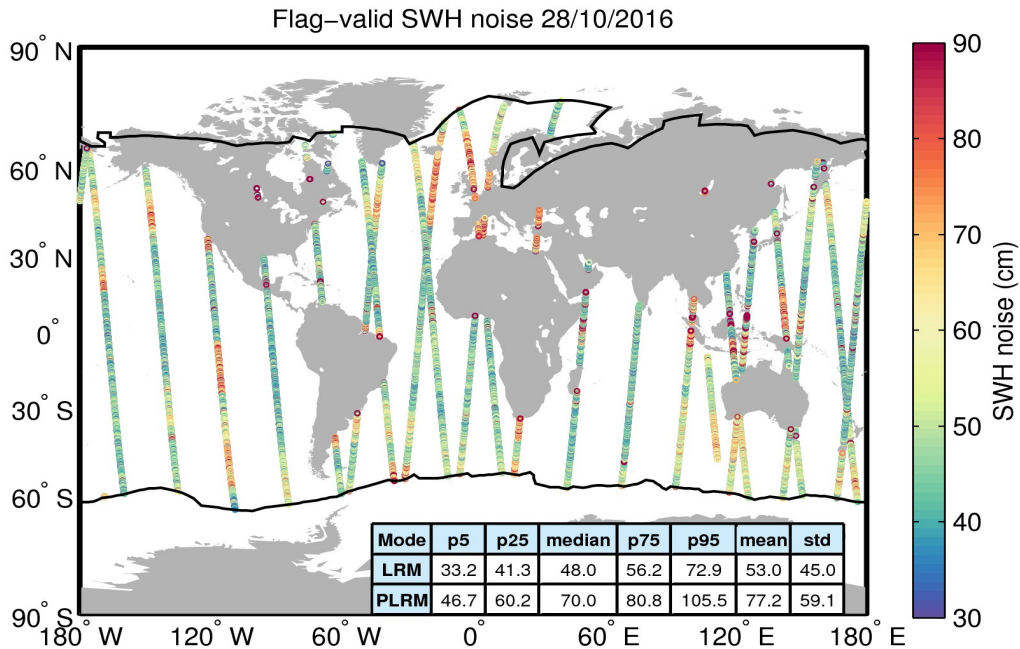 Flag−valid SWH noise 28/10/2016
90° N
60° N
30° N
0°
30° S
60° S
90° S
180° W
120° W
60° W
0°
60° E
120° E
180° E
Mode p5 p25 median p75 p95 mean std
LRM 33.2 41.3 48.0 56.2 72.9 53.0 45.0
PLRM 46.7 60.2 70.0 80.8 105.5 77.2 59.1
90
80
70
60
50
40
30
SWH noise (cm)